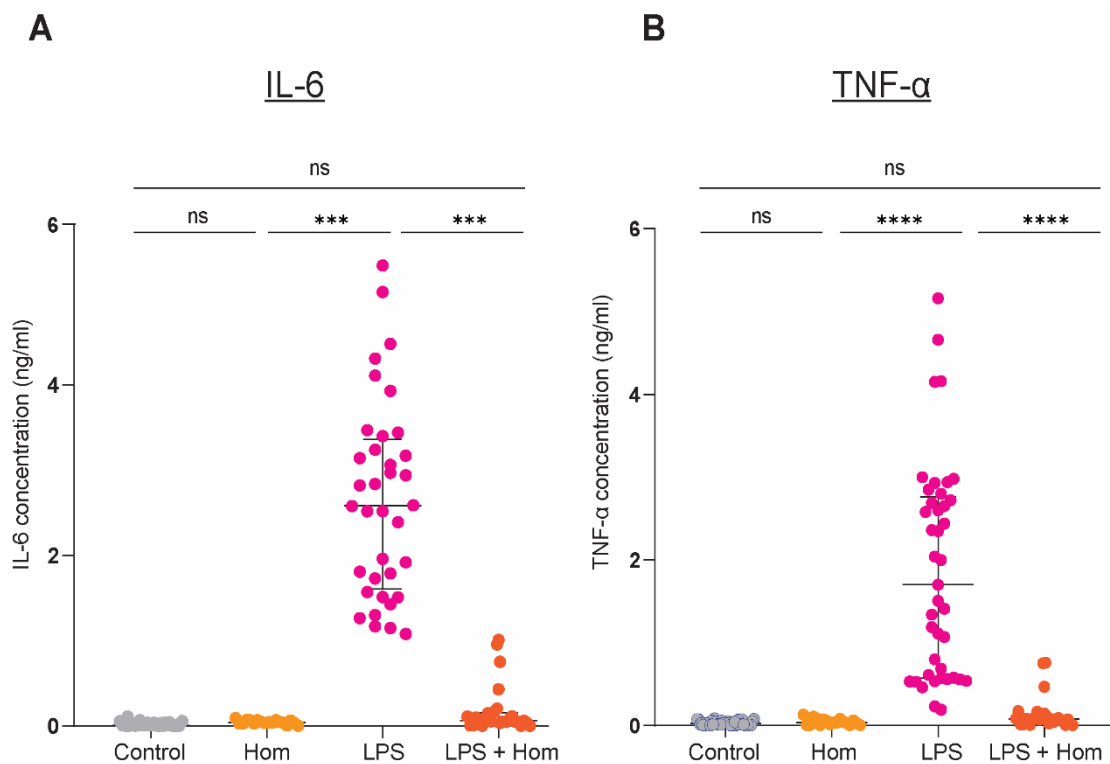 A
IL-6
ns
ns *** ***
6
4
2
0
IL-6 concentration (ng/ml)
Control Hom LPS LPS + Hom
B
TNF-α
ns
ns **** ****
6
4
2
0
TNF-α concentration (ng/ml)
Control Hom LPS LPS + Hom